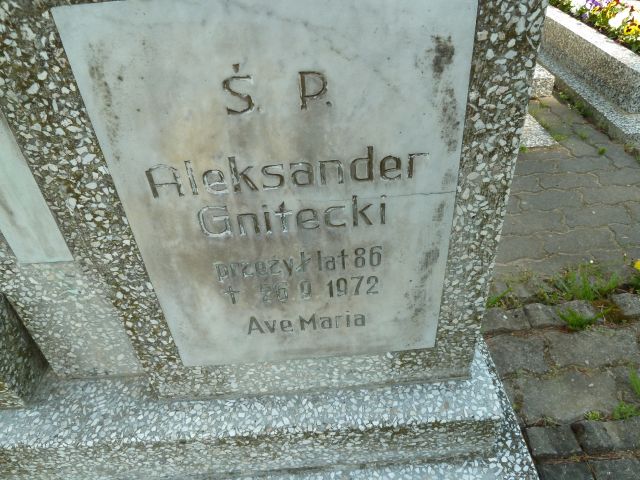 Ś. P.
Aleksander
Gnitecki
przeżył lat 86
+ 26 9 1972
Ave Maria